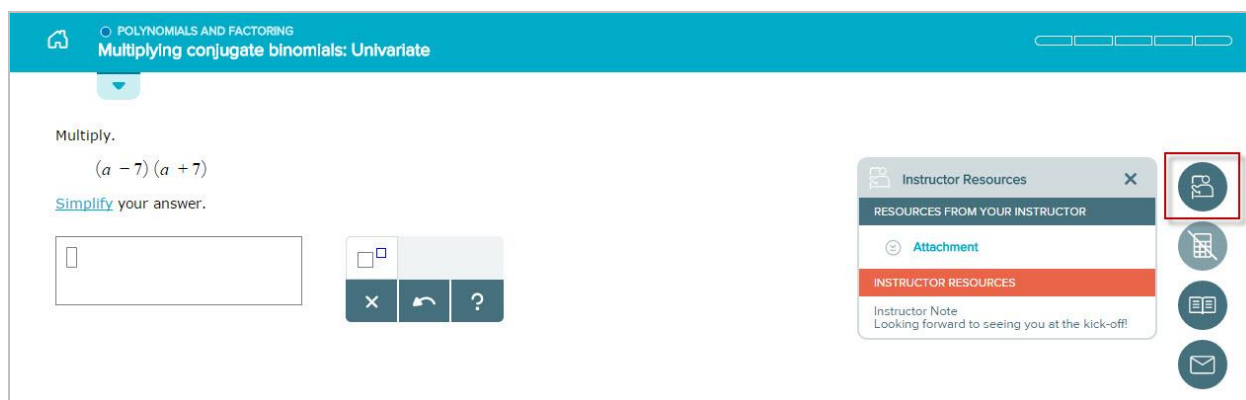 POLYNOMIALS AND FACTORING
Multiplying conjugate binomials: Univariate
Multiply.
(a − 7) (a + 7)
Simplify your answer.
?
Instructor Resources
RESOURCES FROM YOUR INSTRUCTOR
Attachment
INSTRUCTOR RESOURCES
Instructor Note
Looking forward to seeing you at the kick-off!